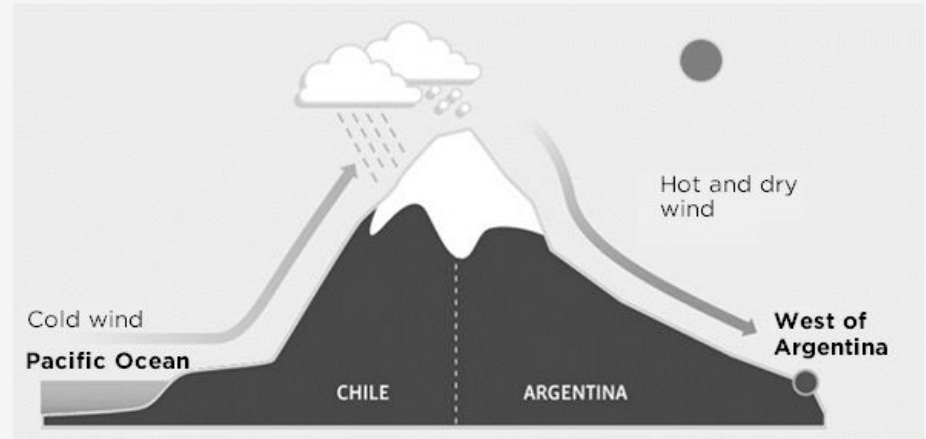 Hot and dry
wind
Cold wind
Pacific Ocean
West of
Argentina
CHILE
ARGENTINA